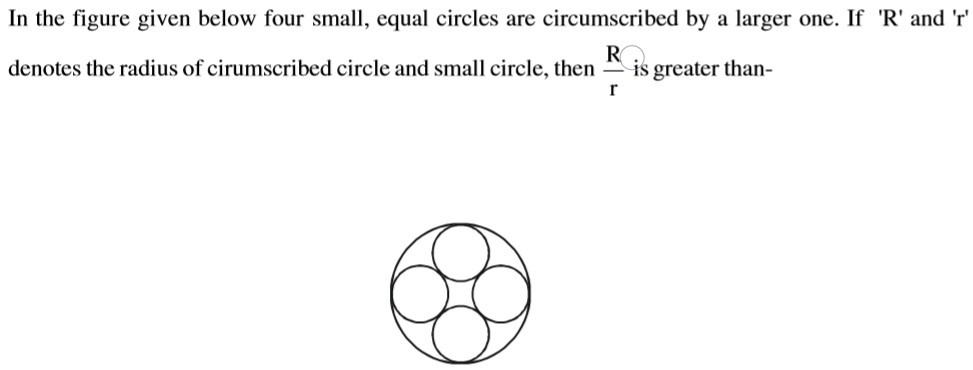 In the figure given below four small, equal circles are circumscribed by a larger one. If 'R' and 'r'
denotes the radius of cirumscribed circle and small circle, then R/r is greater than-